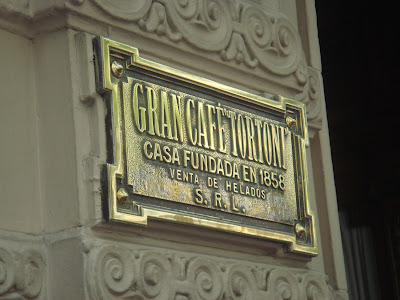 GRAN CAFÉ TORTONI
CASA FUNDADA EN 1858
VENTA DE HELADOS
S. R. L.